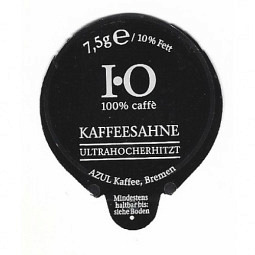 7,5g℮ / 10% Fett
I·O
100% caffè
KAFFEESAHNE
ULTRAHOCHERHITZT
AZUL Kaffee, Bremen
Mindestens
haltbar bis:
siehe Boden